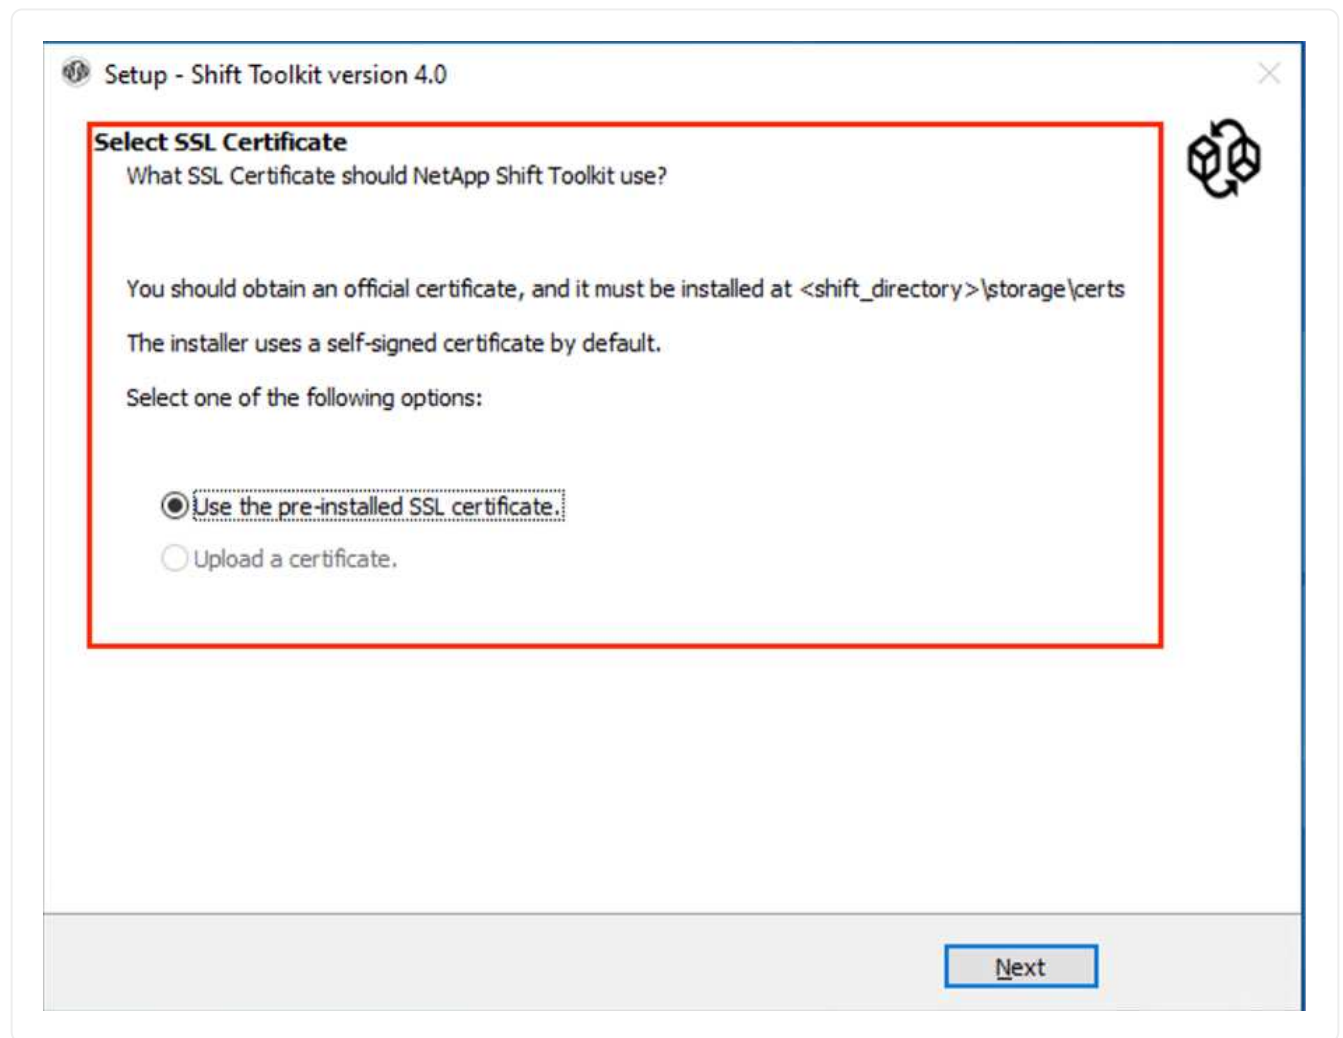 Setup - Shift Toolkit version 4.0
Select SSL Certificate
What SSL Certificate should NetApp Shift Toolkit use?
You should obtain an official certificate, and it must be installed at <shift_directory>\storage\certs
The installer uses a self-signed certificate by default.
Select one of the following options:
Use the pre-installed SSL certificate.
Upload a certificate.
Next